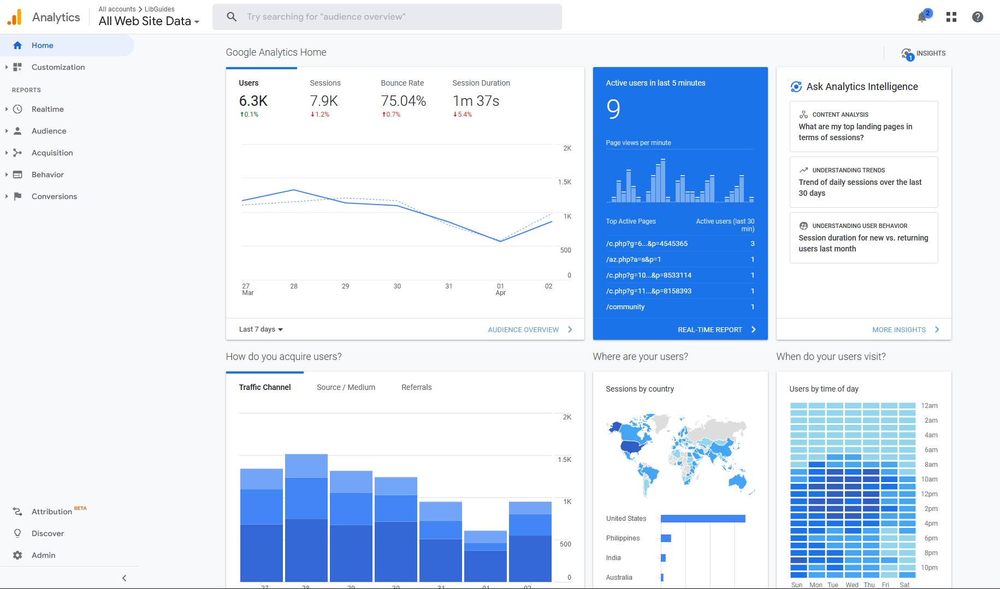 Analytics
All accounts > LibGuides
All Web Site Data
Try searching for “audience overview”
2
Home
Customization
REPORTS
Realtime
Audience
Acquisition
Behavior
Conversions
Attribution BETA
Discover
Admin
Google Analytics Home
1
INSIGHTS
Users
6.3K
0.1%
Sessions
7.9K
1.2%
Bounce Rate
75.04%
0.7%
Session Duration
1m 37s
5.4%
2K
1.5K
1K
500
0
27
Mar
28
29
30
31
01
Apr
02
Last 7 days
AUDIENCE OVERVIEW
Active users in last 5 minutes
9
Page views per minute
Top Active Pages
Active users (last 30
min)
/c.php?g=6...&p=4545365 3
/az.php?a=s&p=1 1
/c.php?g=10...&p=8533114 1
/c.php?g=11...&p=8158393 1
/community 1
REAL-TIME REPORT
Ask Analytics Intelligence
CONTENT ANALYSIS
What are my top landing pages in
terms of sessions?
UNDERSTANDING TRENDS
Trend of daily sessions over the last
30 days
UNDERSTANDING USER BEHAVIOR
Session duration for new vs. returning
users last month
MORE INSIGHTS
How do you acquire users?
Traffic Channel
Source / Medium
Referrals
2K
1.5K
1K
500
0
27 28 29 30 31 01 02
Where are your users?
Sessions by country
United States
Philippines
India
Australia
When do your users visit?
Users by time of day
12am
2am
4am
6am
8am
10am
12pm
2pm
4pm
6pm
8pm
10pm
Sun Mon Tue Wed Thu Fri Sat